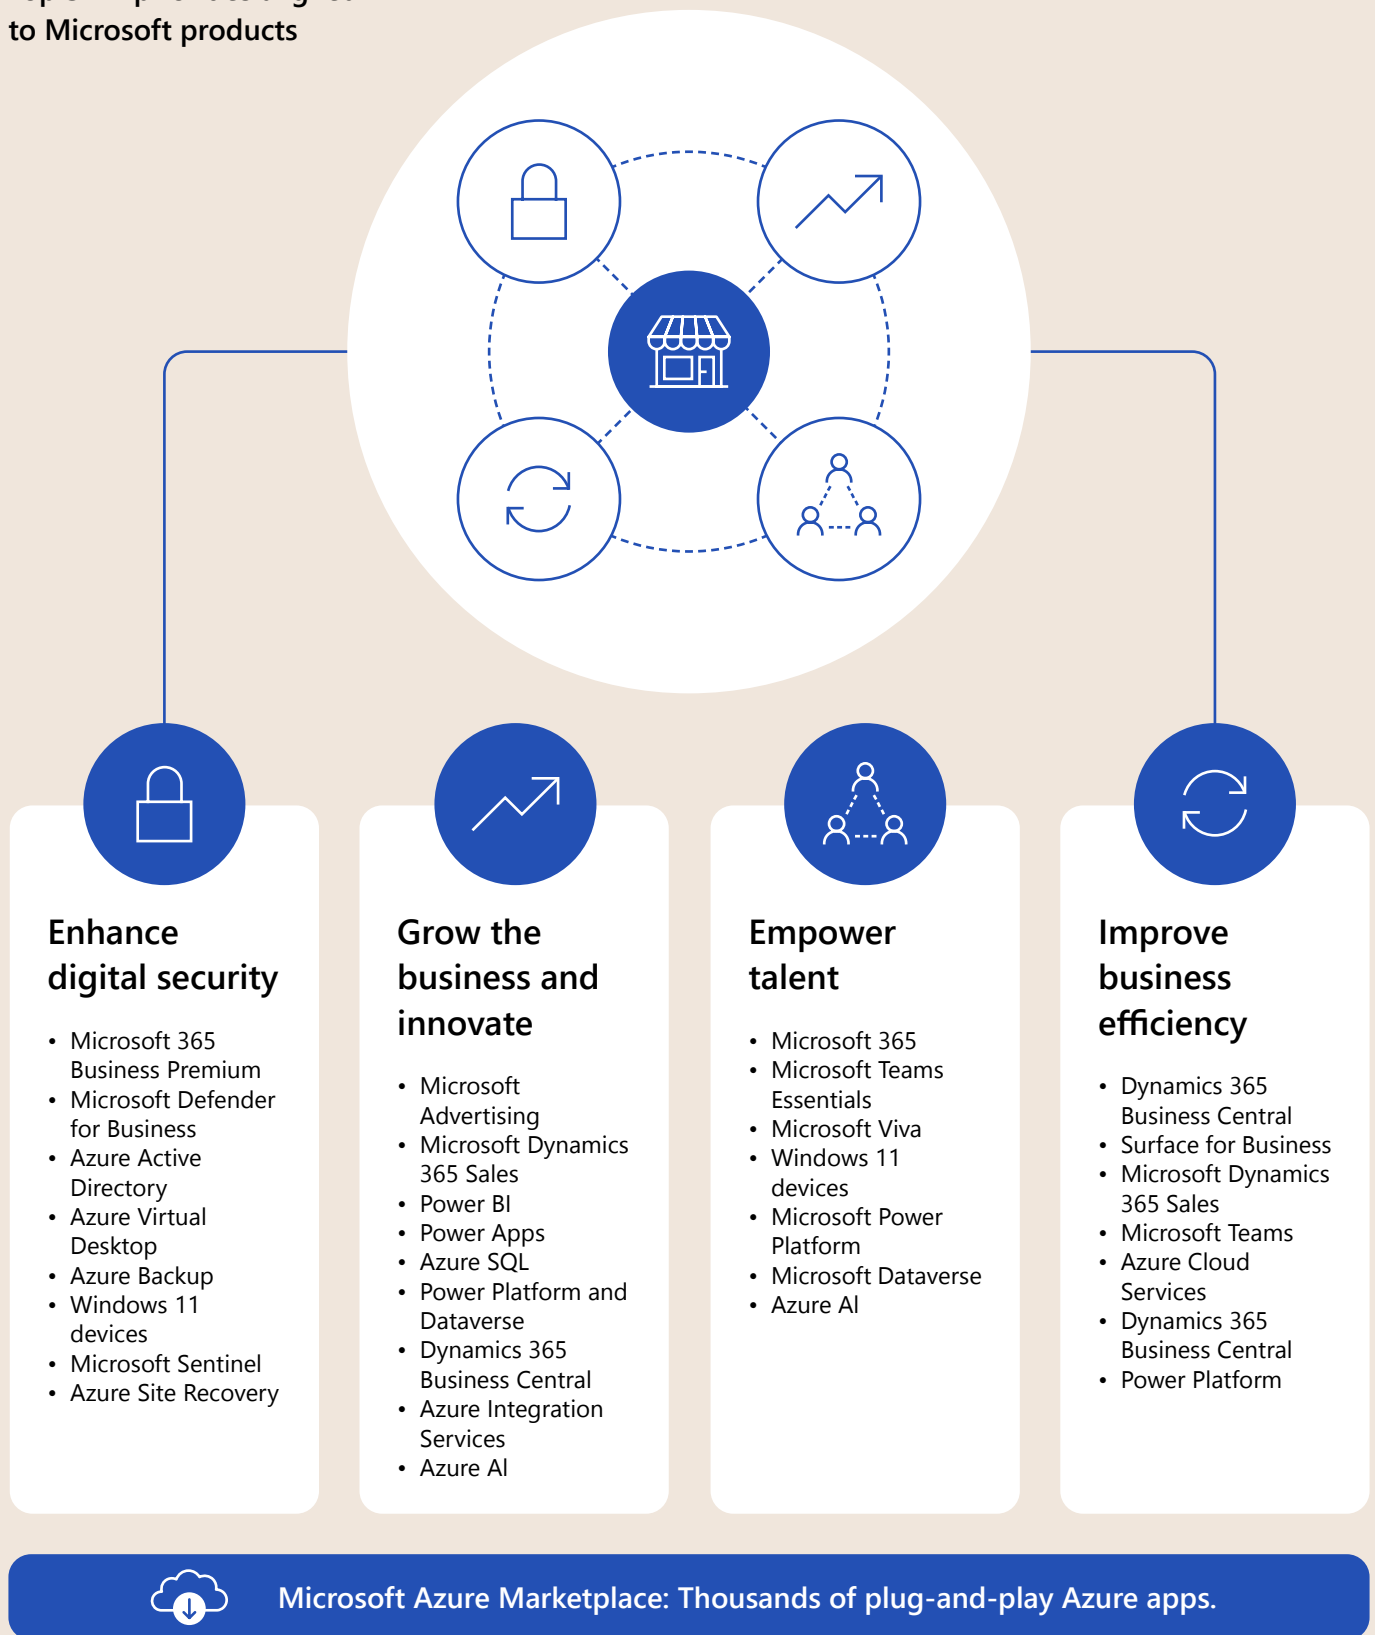 to Microsoft products
Enhance
digital security
• Microsoft 365
Business Premium
• Microsoft Defender
for Business
• Azure Active
Directory
• Azure Virtual
Desktop
• Azure Backup
• Windows 11
devices
• Microsoft Sentinel
• Azure Site Recovery
Grow the
business and
innovate
• Microsoft
Advertising
• Microsoft Dynamics
365 Sales
• Power BI
• Power Apps
• Azure SQL
• Power Platform and
Dataverse
• Dynamics 365
Business Central
• Azure Integration
Services
• Azure Al
Empower
talent
• Microsoft 365
• Microsoft Teams
Essentials
• Microsoft Viva
• Windows 11
devices
• Microsoft Power
Platform
• Microsoft Dataverse
• Azure Al
Improve
business
efficiency
• Dynamics 365
Business Central
• Surface for Business
• Microsoft Dynamics
365 Sales
• Microsoft Teams
• Azure Cloud
Services
• Dynamics 365
Business Central
• Power Platform
Microsoft Azure Marketplace: Thousands of plug-and-play Azure apps.